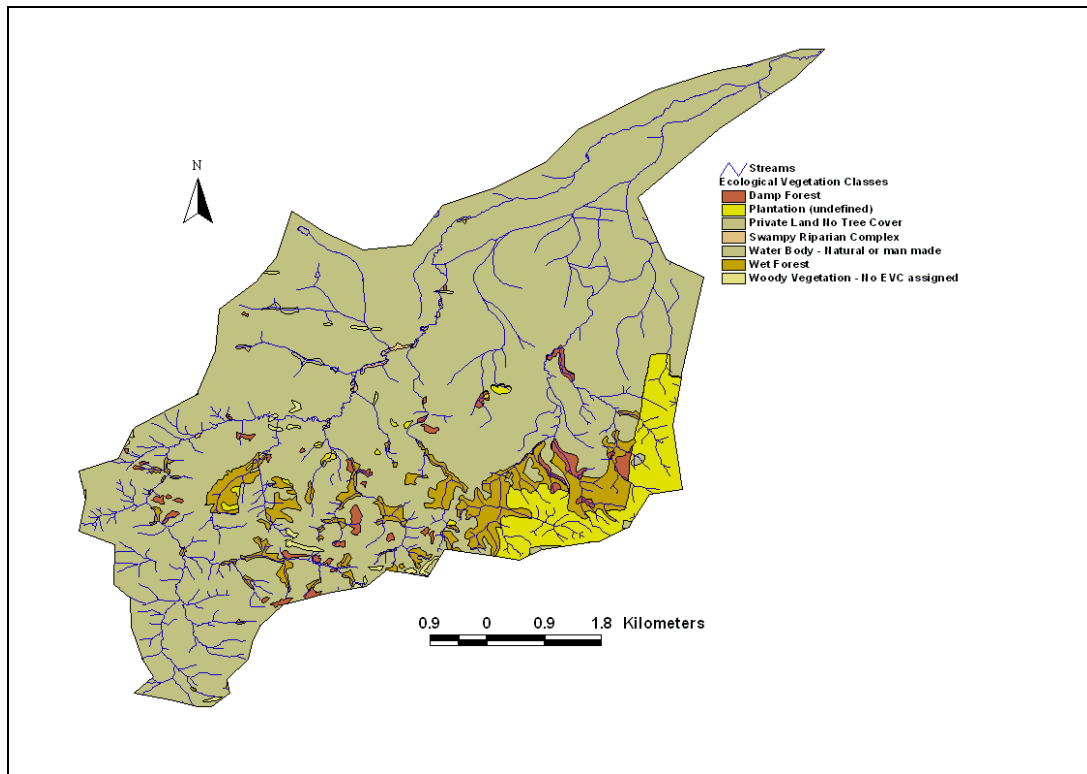 N
Streams
Ecological Vegetation Classes
Damp Forest
Plantation (undefined)
Private Land No Tree Cover
Swampy Riparian Complex
Water Body - Natural or man made
Wet Forest
Woody Vegetation - No EVC assigned
0.9 0 0.9 1.8 Kilometers